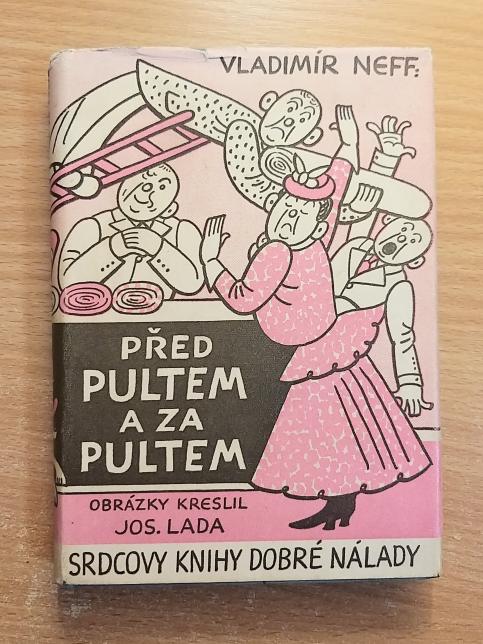 VLADIMÍR NEFF:
PŘED
PULTEM
A ZA
PULTEM
OBRÁZKY KRESLIL
JOS. LADA
SRDCOVY KNIHY DOBRÉ NÁLADY